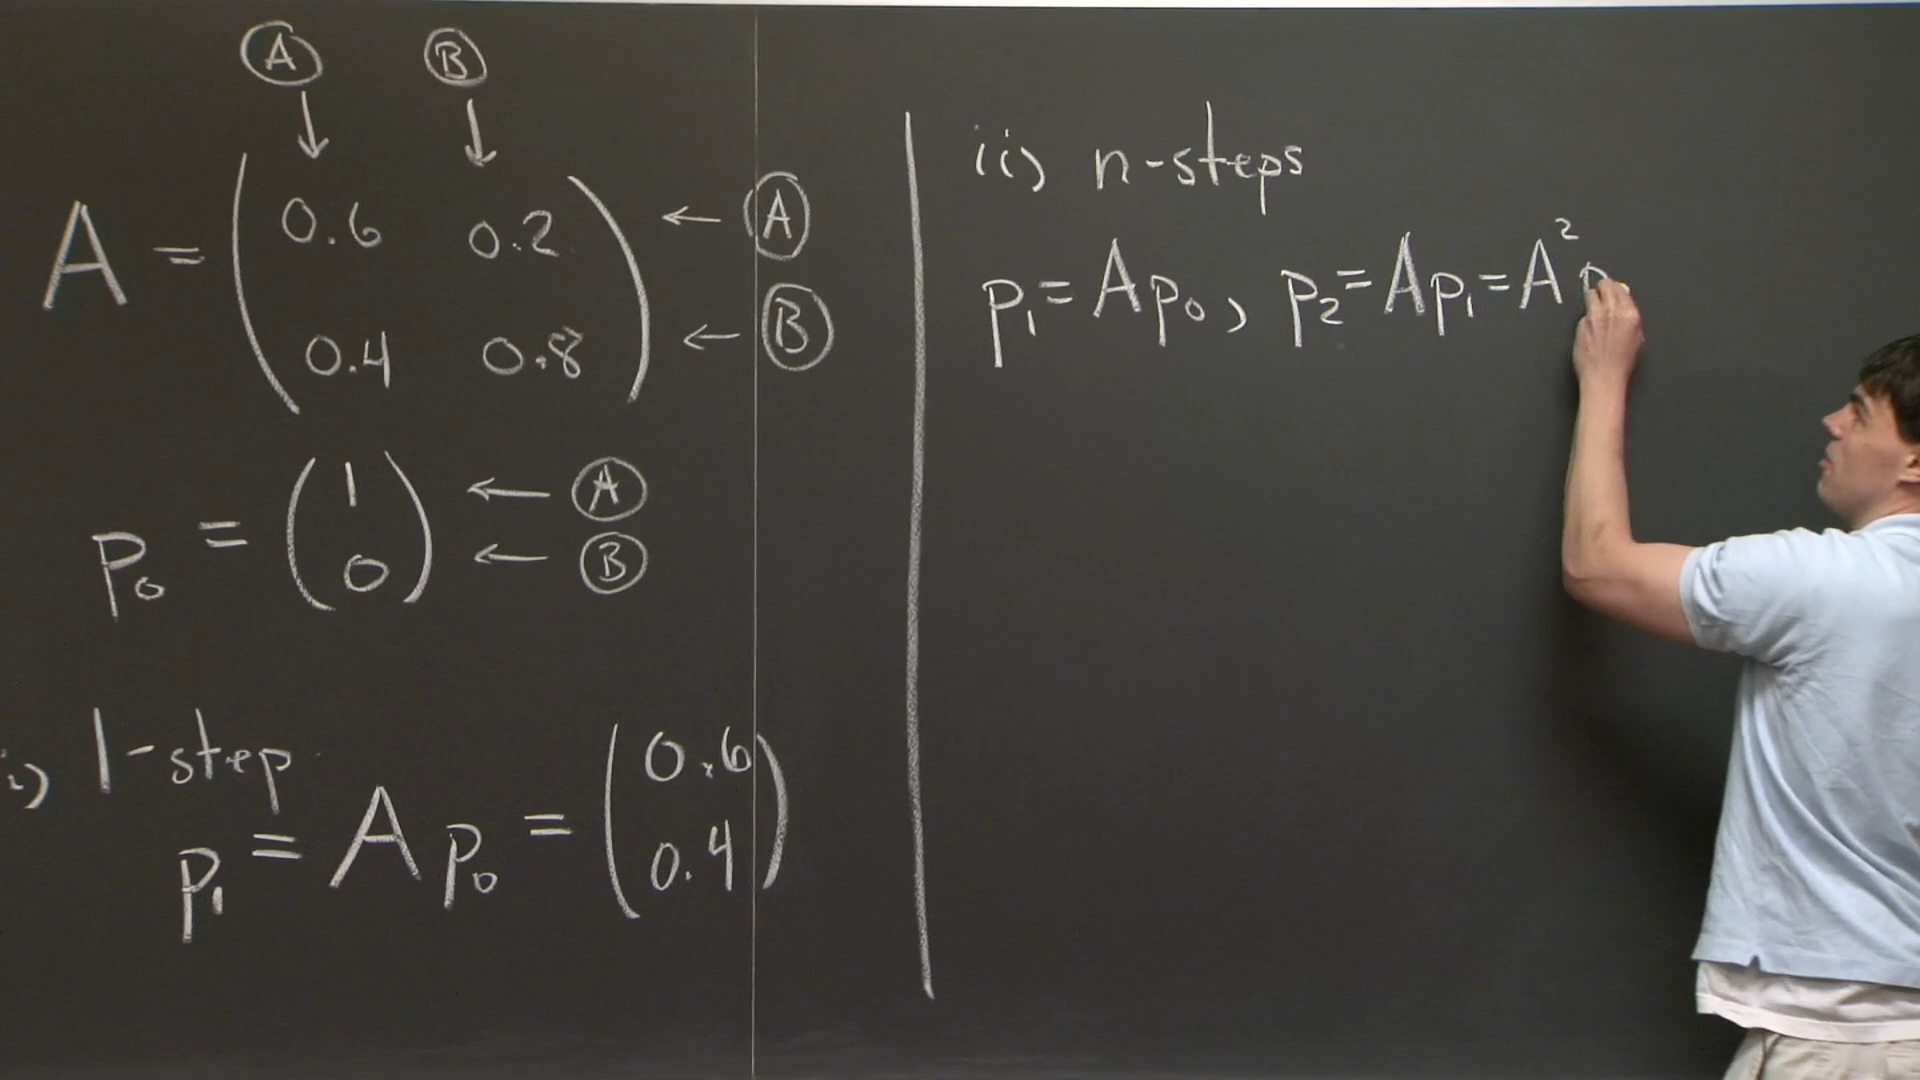 A B
A = ( 0.6 0.2 ) ← A
( 0.4 0.8 ) ← B
p₀ = ( 1 ) ← A
( 0 ) ← B
i) 1-step
p₁ = A p₀ = ( 0.6 )
( 0.4 )
ii) n-steps
p₁ = A p₀, p₂ = A p₁ = A² p